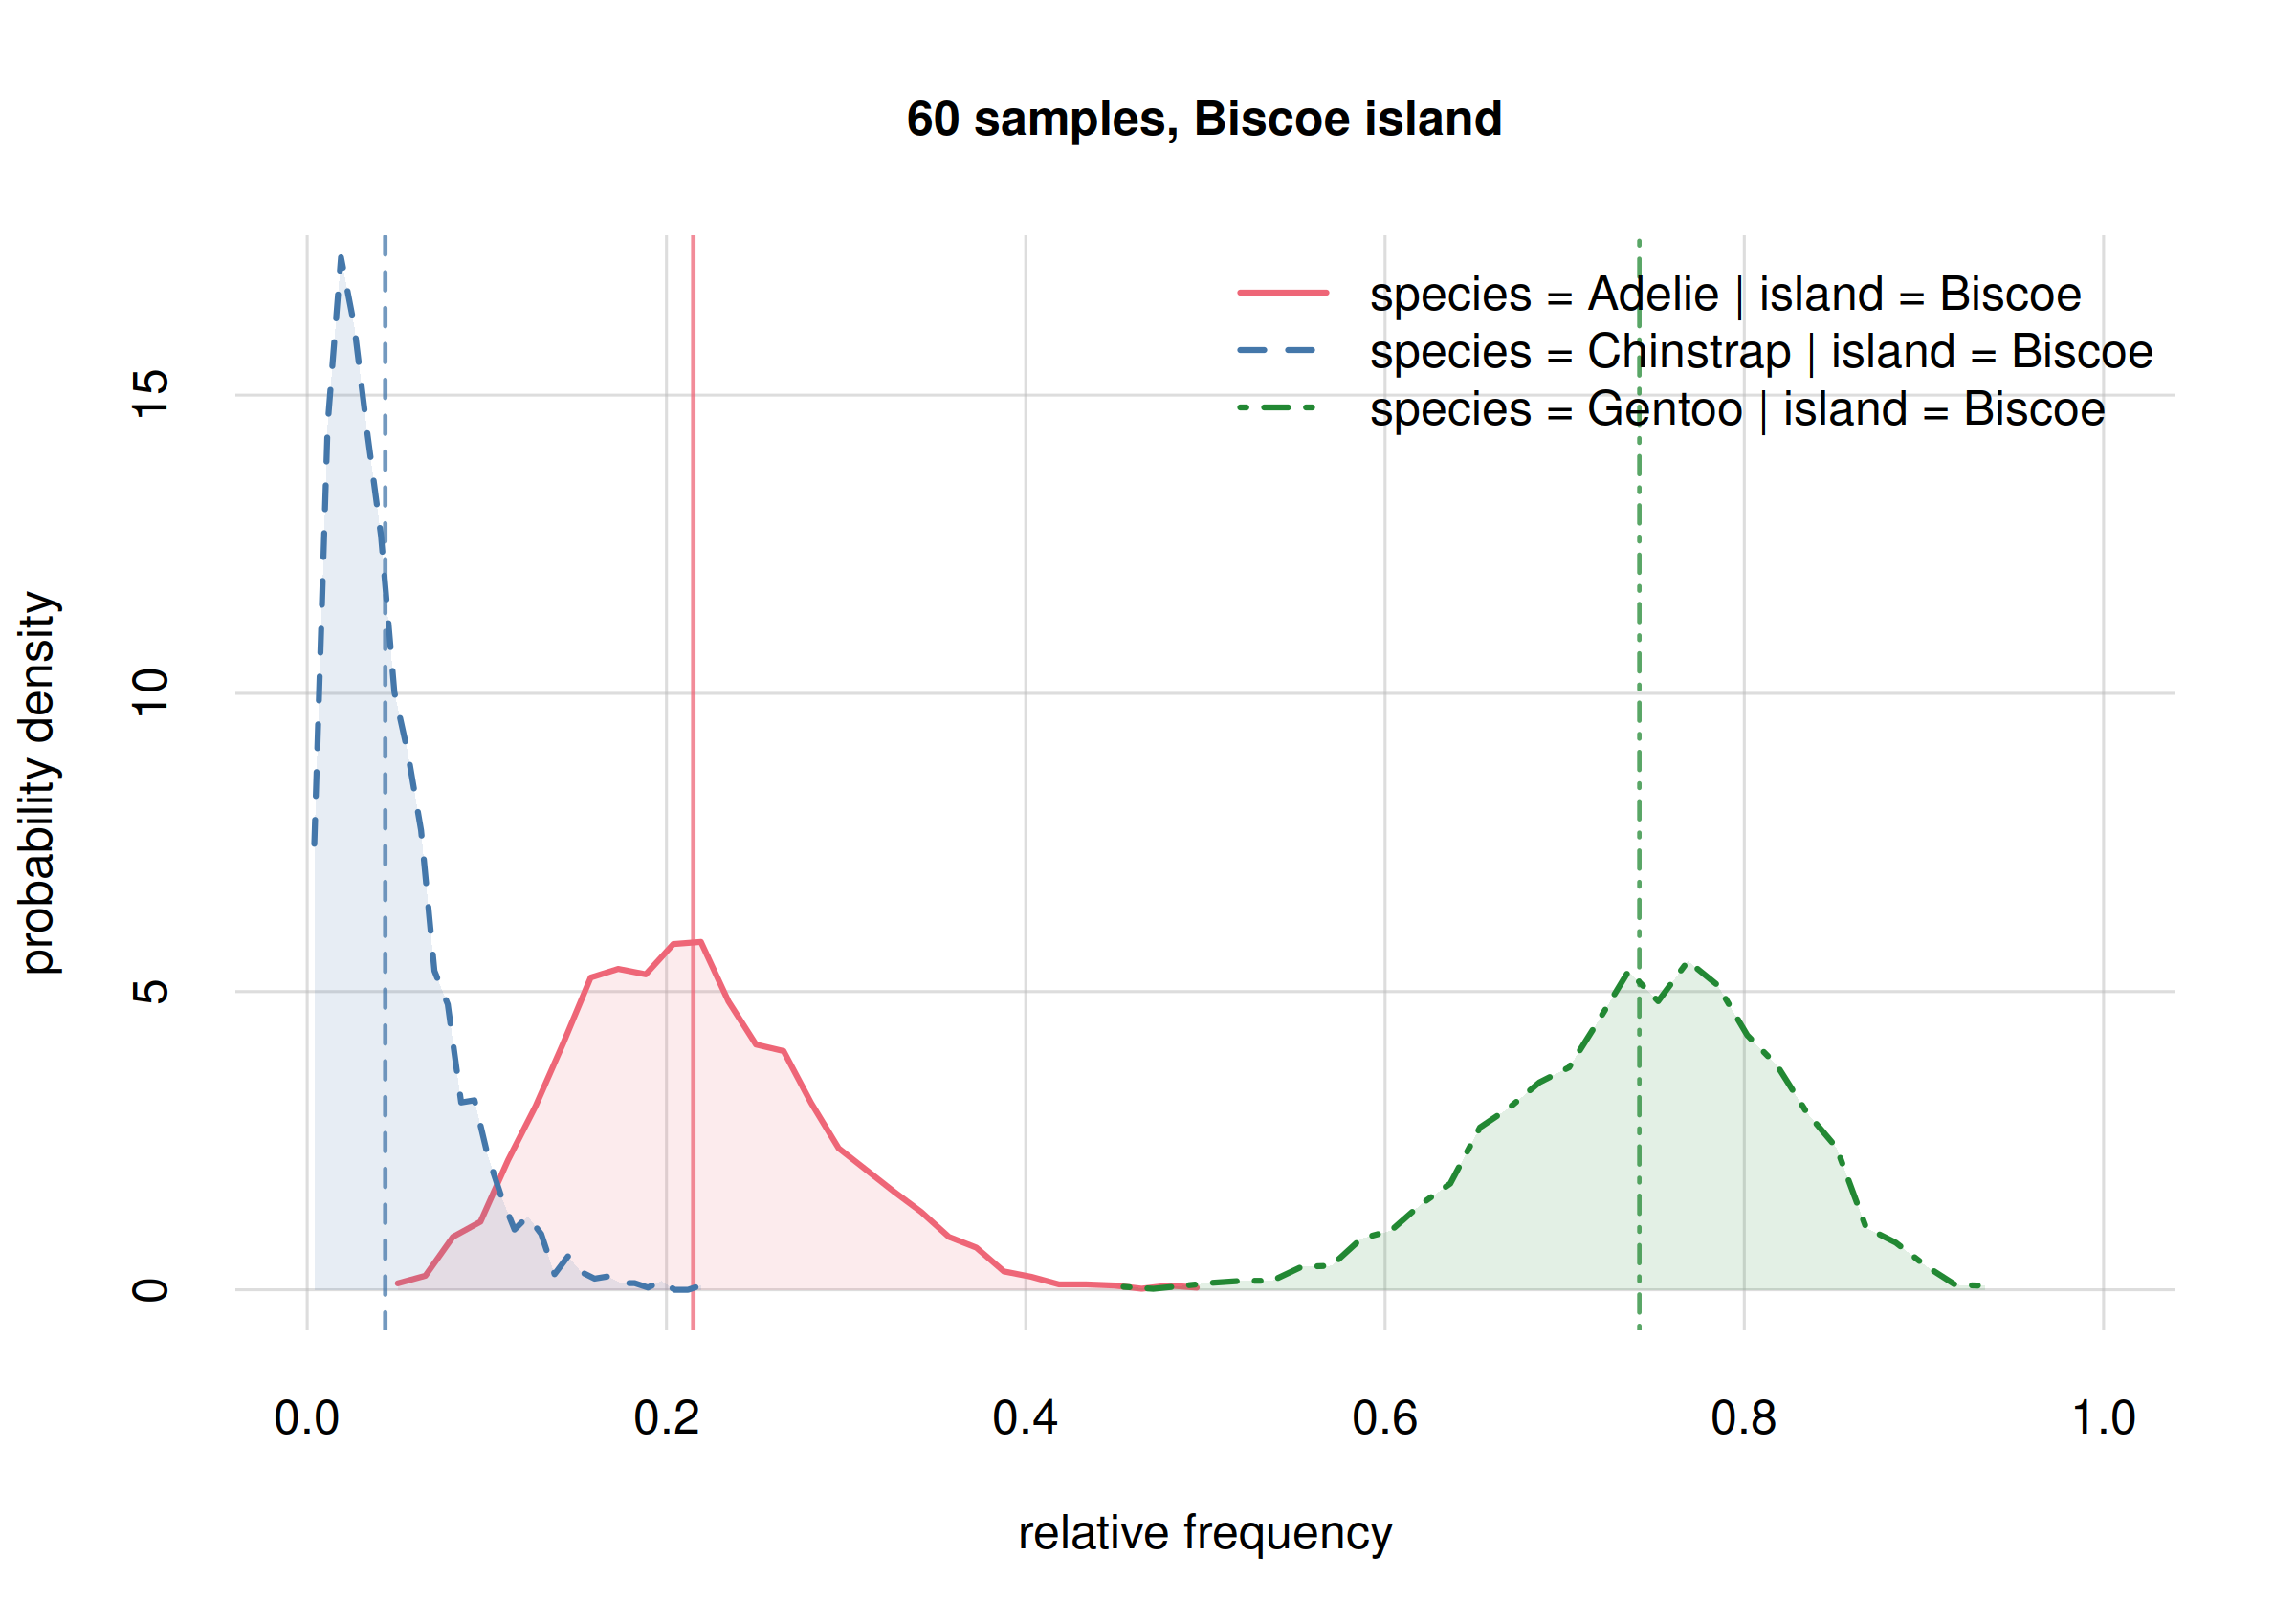 60 samples, Biscoe island
species = Adelie | island = Biscoe
species = Chinstrap | island = Biscoe
species = Gentoo | island = Biscoe
probability density
15
10
5
0
0.0 0.2 0.4 0.6 0.8 1.0
relative frequency